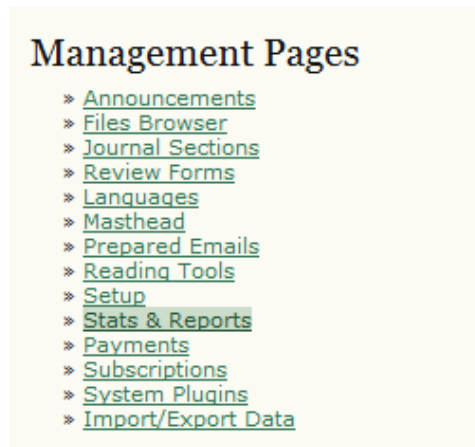 Management Pages
» Announcements
» Files Browser
» Journal Sections
» Review Forms
» Languages
» Masthead
» Prepared Emails
» Reading Tools
» Setup
» Stats & Reports
» Payments
» Subscriptions
» System Plugins
» Import/Export Data